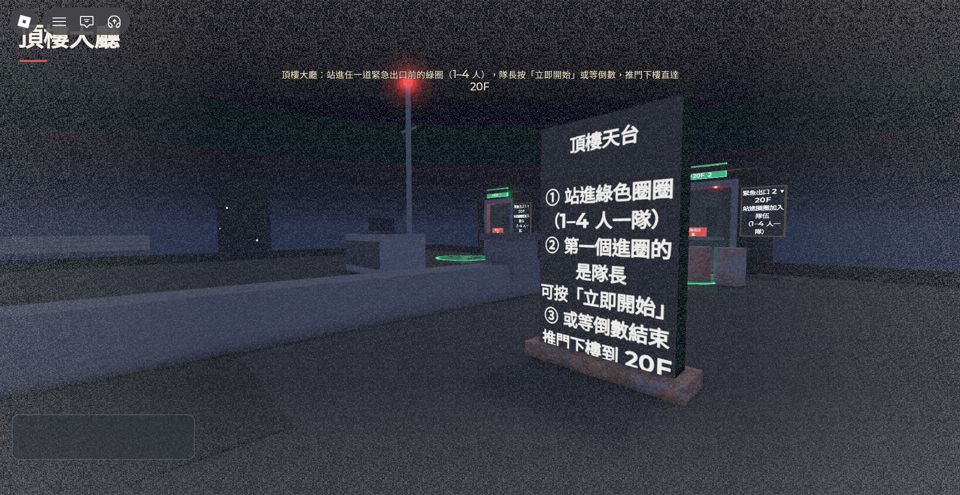 頂樓大廳
頂樓大廳：站進任一道緊急出口前的綠圈（1–4 人），隊長按「立即開始」或等倒數，推門下樓直達
20F
頂樓天台
① 站進綠色圈圈
（1–4 人一隊）
② 第一個進圈的
是隊長
可按「立即開始」
③ 或等倒數結束
推門下樓到 20F
20F 2
緊急出口 2 ▾
20F
站進圈圈加入
隊伍
（1–4 人一
隊）